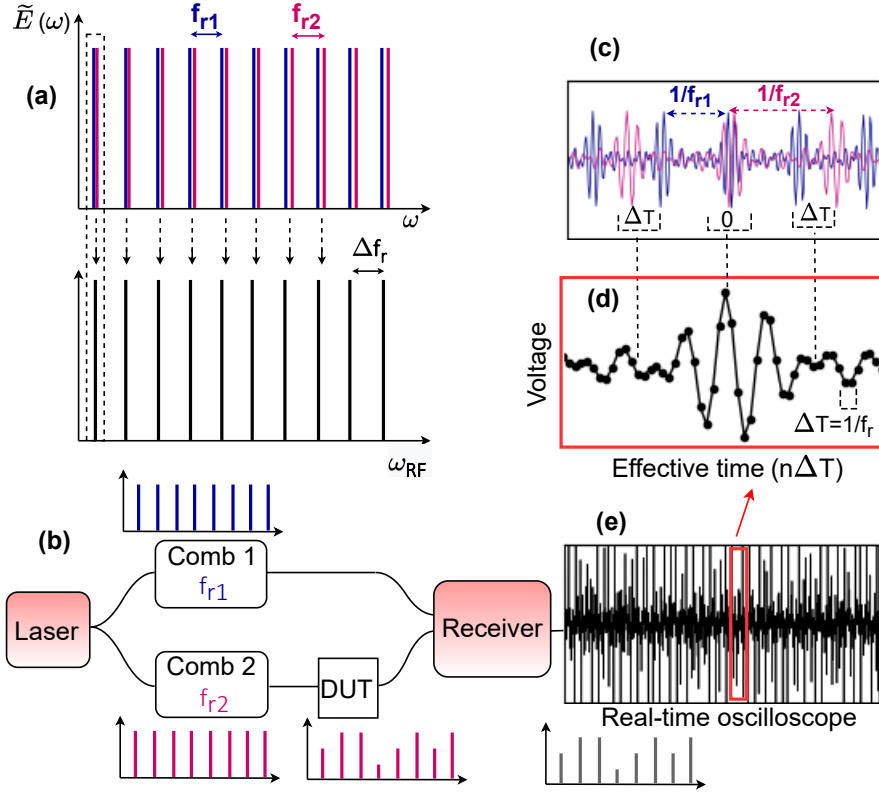 Ẽ(ω)
f_r1
f_r2
(a)
ω
Δf_r
ω_RF
(b)
Laser
Comb 1
f_r1
Comb 2
f_r2
DUT
Receiver
(c)
1/f_r1
1/f_r2
ΔT
0
ΔT
(d)
Voltage
ΔT=1/f_r
Effective time (nΔT)
(e)
Real-time oscilloscope